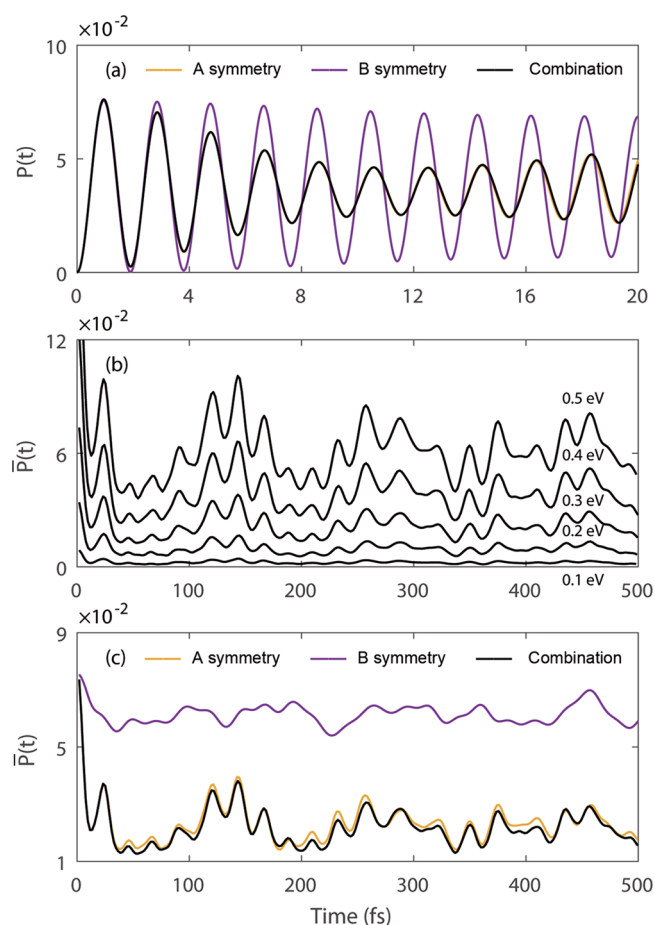 ×10⁻²
10
(a) A symmetry B symmetry Combination
P(t)
5
0
0 4 8 12 16 20
×10⁻²
12
(b)
0.5 eV
P̄(t)
6
0.4 eV
0.3 eV
0.2 eV
0
0.1 eV
0 100 200 300 400 500
×10⁻²
9
(c) A symmetry B symmetry Combination
P̄(t)
5
1
0 100 200 300 400 500
Time (fs)